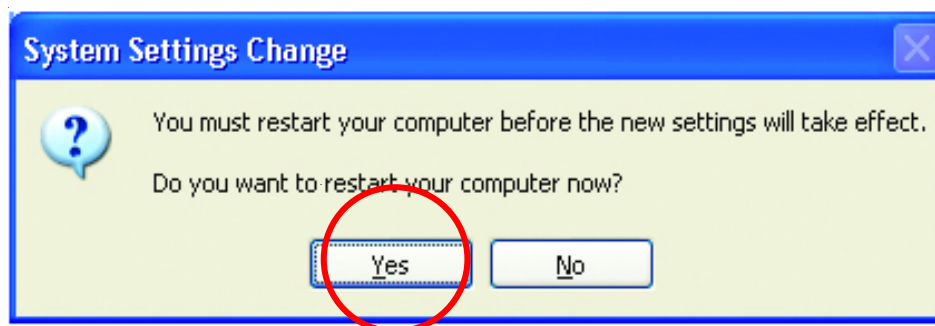 System Settings Change
You must restart your computer before the new settings will take effect.
Do you want to restart your computer now?
Yes No